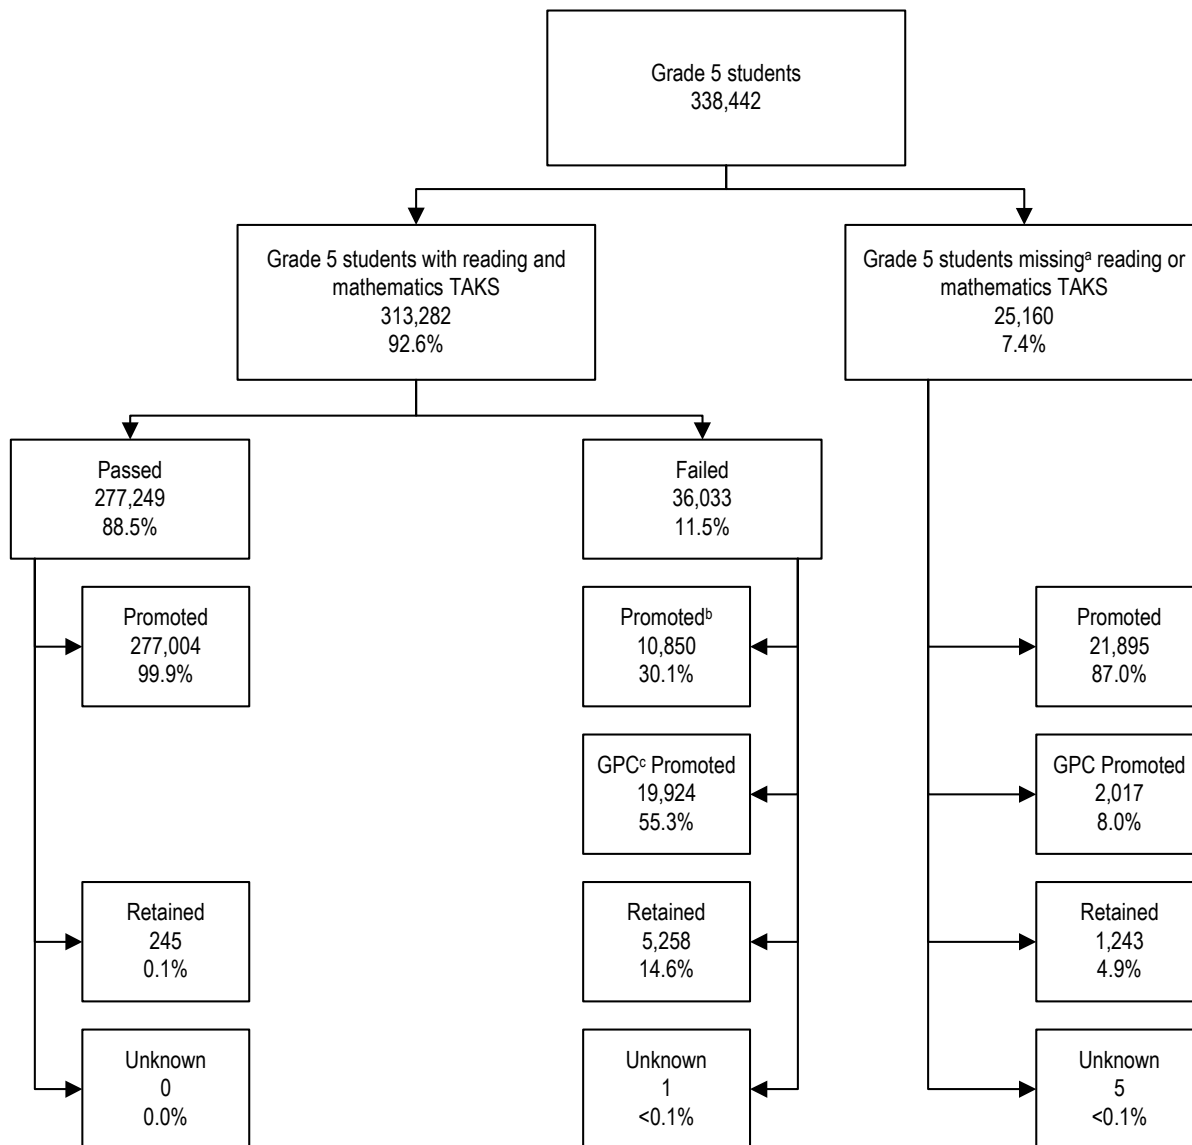 Grade 5 students
338,442
Grade 5 students with reading and
mathematics TAKS
313,282
92.6%
Grade 5 students missingᵃ reading or
mathematics TAKS
25,160
7.4%
Passed
277,249
88.5%
Failed
36,033
11.5%
Promoted
277,004
99.9%
Promotedᵇ
10,850
30.1%
Promoted
21,895
87.0%
GPCᶜ Promoted
19,924
55.3%
GPC Promoted
2,017
8.0%
Retained
245
0.1%
Retained
5,258
14.6%
Retained
1,243
4.9%
Unknown
0
0.0%
Unknown
1
<0.1%
Unknown
5
<0.1%